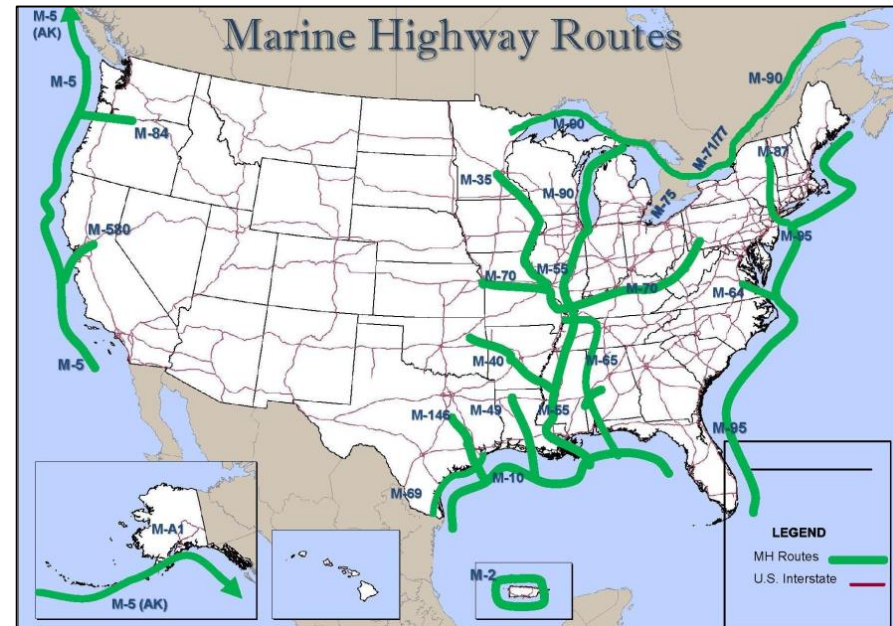 Marine Highway Routes
M-5
(AK)
M-5
M-84
M-580
M-5
M-90
M-35
M-90
M-55
M-70
M-70
M-40
M-65
M-49
M-55
M-146
M-69
M-10
M-90
M-71/77
M-75
M-87
M-95
M-64
M-95
M-A1
M-5 (AK)
M-2
LEGEND
MH Routes
U.S. Interstate